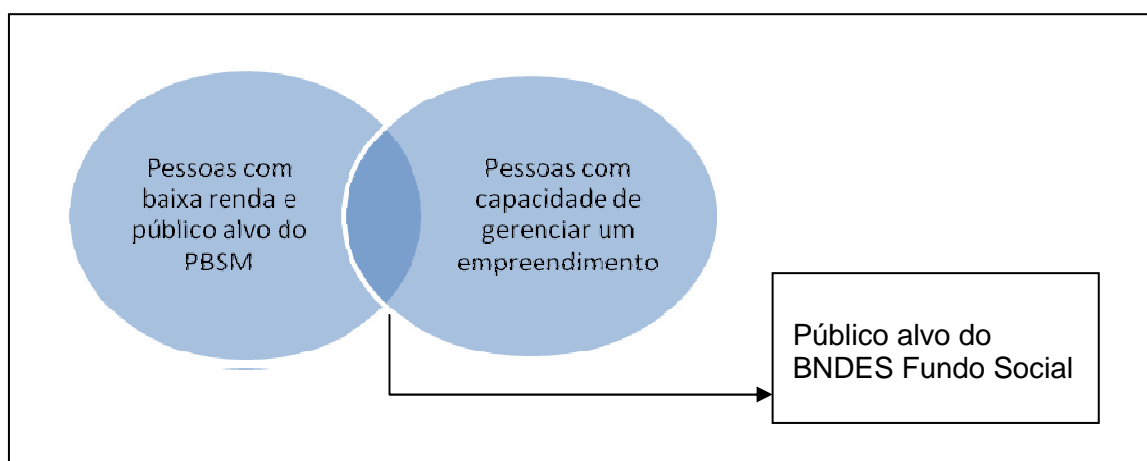 Pessoas com
baixa renda e
público alvo do
PBSM
Pessoas com
capacidade de
gerenciar um
empreendimento
Público alvo do
BNDES Fundo Social